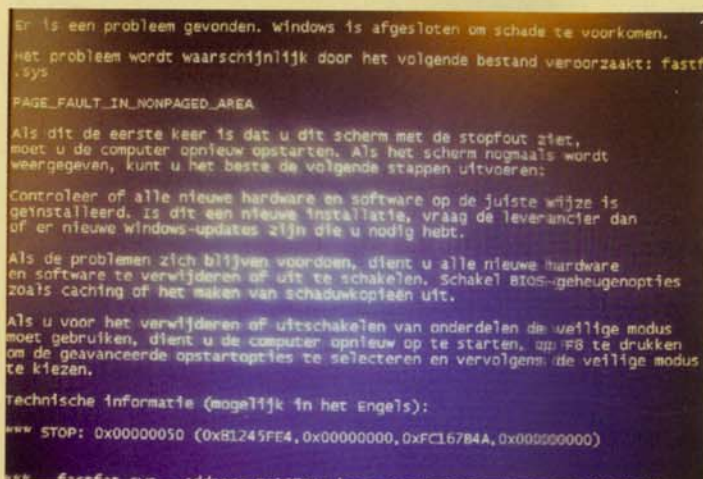 Er is een probleem gevonden. Windows is afgesloten om schade te voorkomen.
Het probleem wordt waarschijnlijk door het volgende bestand veroorzaakt: fastf
.sys
PAGE_FAULT_IN_NONPAGED_AREA
Als dit de eerste keer is dat u dit scherm met de stopfout ziet,
moet u de computer opnieuw opstarten. Als het scherm nogmaals wordt
weergegeven, kunt u het beste de volgende stappen uitvoeren:
Controleer of alle nieuwe hardware en software op de juiste wijze is
geïnstalleerd. Is dit een nieuwe installatie, vraag de leverancier dan
of er nieuwe Windows-updates zijn die u nodig hebt.
Als de problemen zich blijven voordoen, dient u alle nieuwe hardware
en software te verwijderen of uit te schakelen. Schakel BIOS-geheugenopties
zoals caching of het maken van schaduwkopieën uit.
Als u voor het verwijderen of uitschakelen van onderdelen de veilige modus
moet gebruiken, dient u de computer opnieuw op te starten, op F8 te drukken
om de geavanceerde opstartopties te selecteren en vervolgens de veilige modus
te kiezen.
Technische informatie (mogelijk in het Engels):
*** STOP: 0x00000050 (0xB1245FE4,0x00000000,0xFC16784A,0x00000000)
***